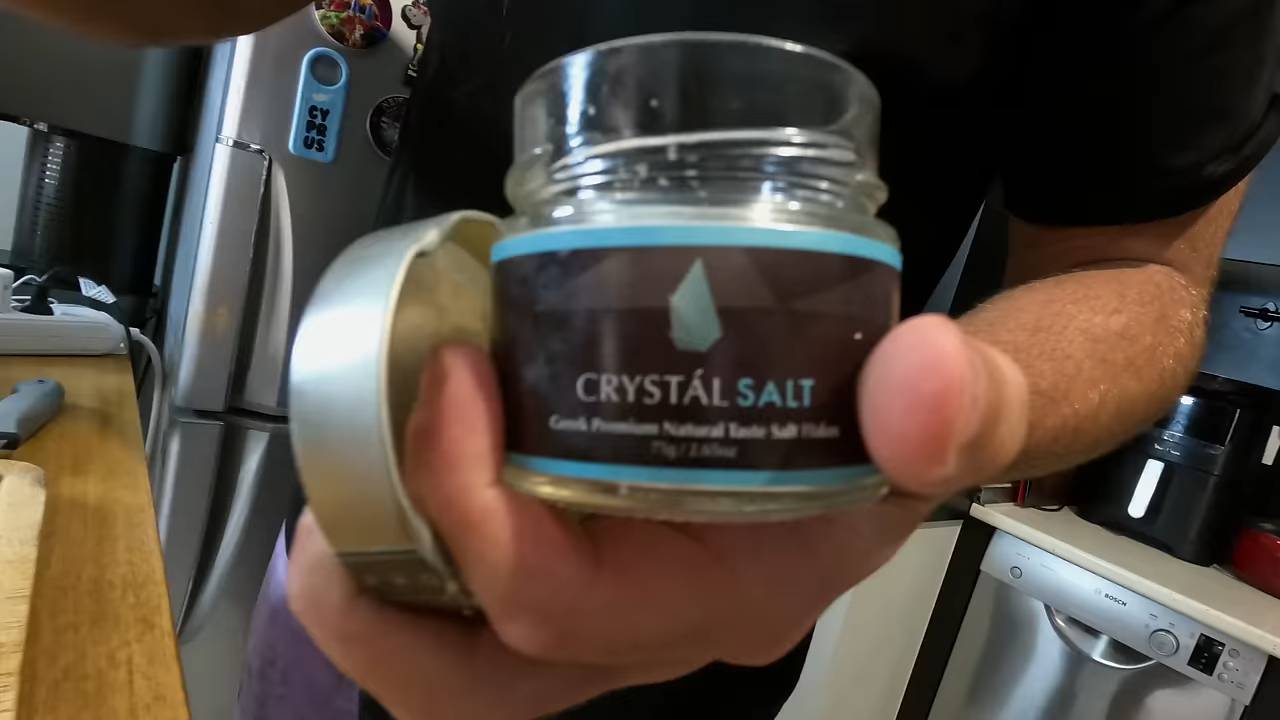 CY
PR
US
CRYSTÁL SALT
Greek Premium Natural Taste Salt Flakes
75g / 2.65oz
BOSCH